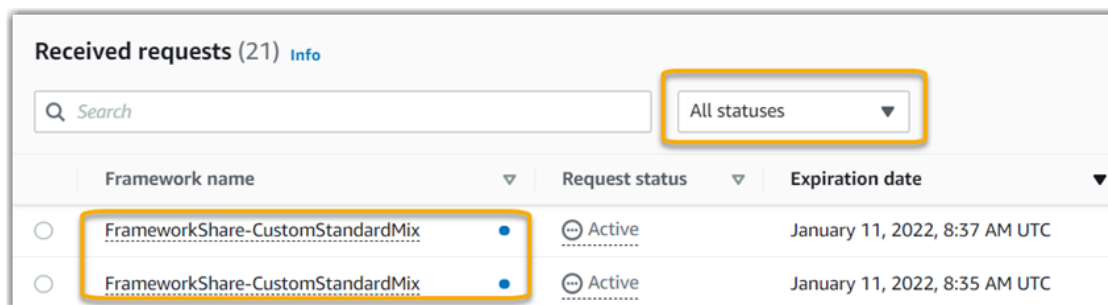 Received requests (21) Info
Search
All statuses
Framework name Request status Expiration date
FrameworkShare-CustomStandardMix Active January 11, 2022, 8:37 AM UTC
FrameworkShare-CustomStandardMix Active January 11, 2022, 8:35 AM UTC